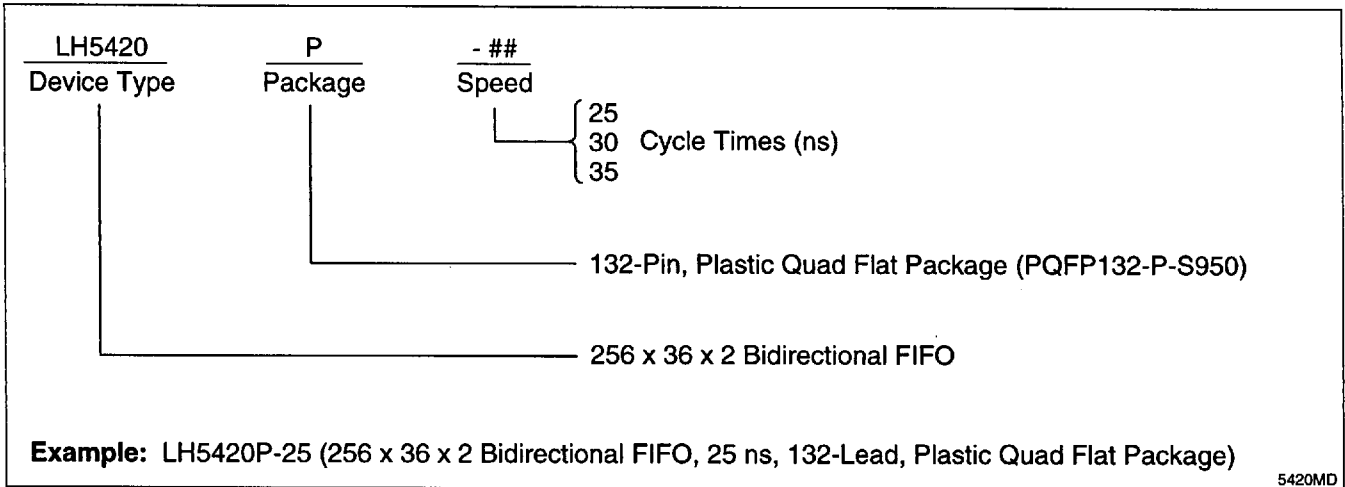 LH5420 P - ##
Device Type Package Speed
25
30 Cycle Times (ns)
35
132-Pin, Plastic Quad Flat Package (PQFP132-P-S950)
256 x 36 x 2 Bidirectional FIFO
Example: LH5420P-25 (256 x 36 x 2 Bidirectional FIFO, 25 ns, 132-Lead, Plastic Quad Flat Package)
5420MD